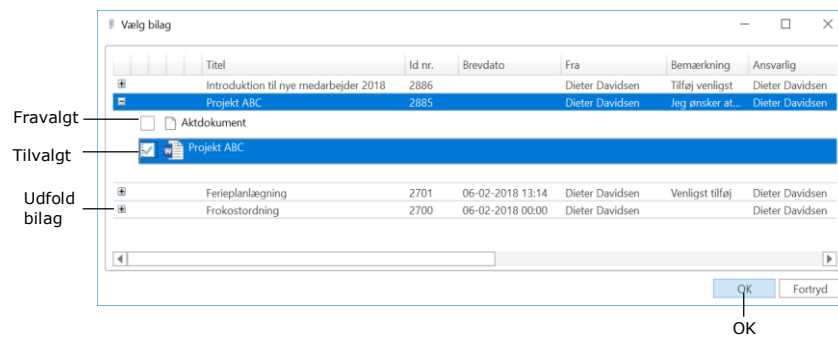 Vælg bilag
Titel Id nr. Brevdato Fra Bemærkning Ansvarlig
Introduktion til nye medarbejder 2018 2886 Dieter Davidsen Tilføj venligst Dieter Davidsen
Projekt ABC 2885 Dieter Davidsen Jeg ønsker at... Dieter Davidsen
Fravalgt Aktdokument
Tilvalgt Projekt ABC
Ferieplanlægning 2701 06-02-2018 13:14 Dieter Davidsen Venligst tilføj Dieter Davidsen
Udfold
bilag
Frokostordning 2700 06-02-2018 00:00 Dieter Davidsen Dieter Davidsen
OK Fortryd
OK